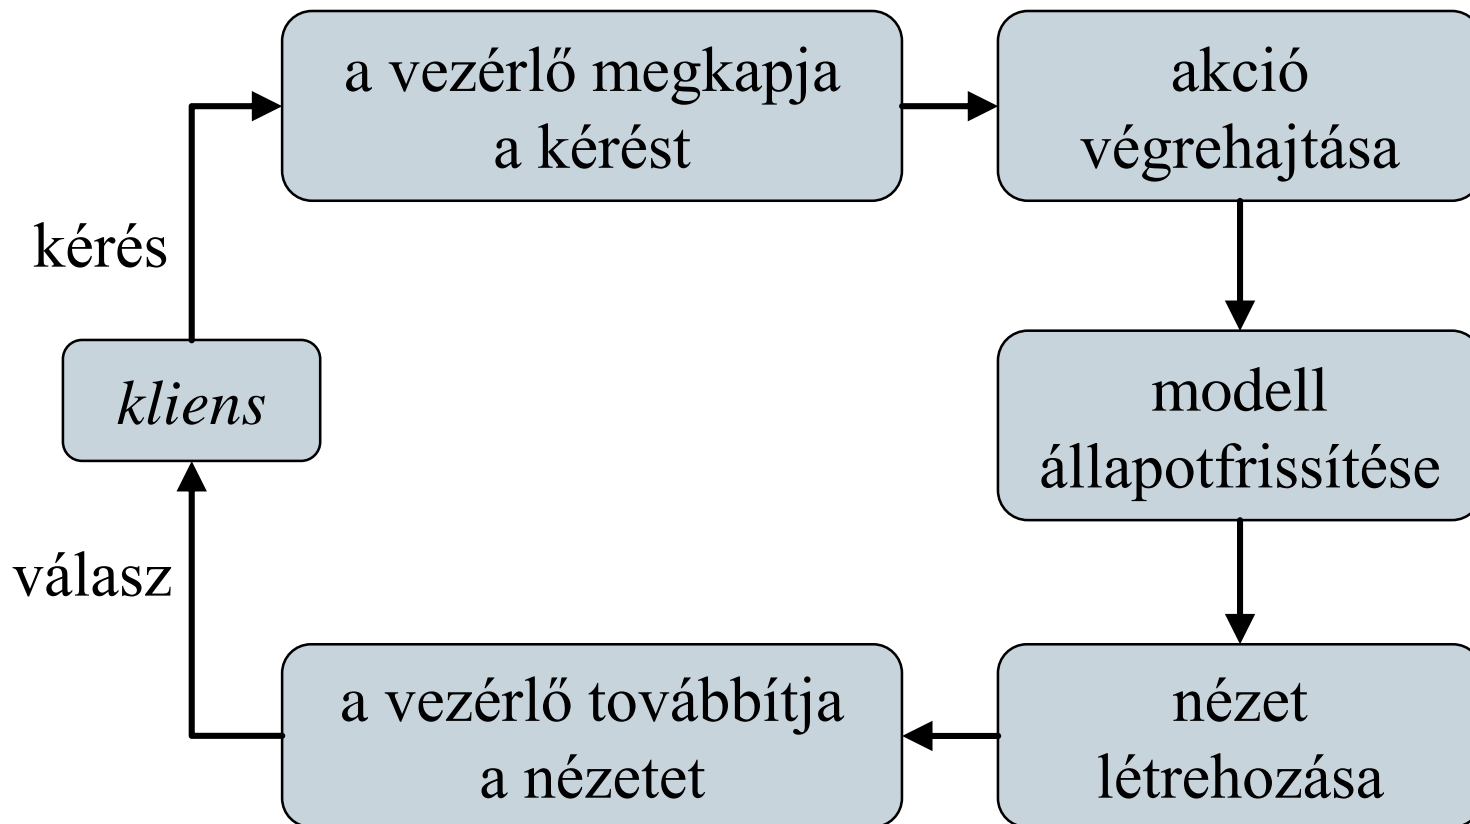 a vezérlő megkapja
a kérést
akció
végrehajtása
kérés
kliens
modell
állapotfrissítése
válasz
a vezérlő továbbítja
a nézetet
nézet
létrehozása